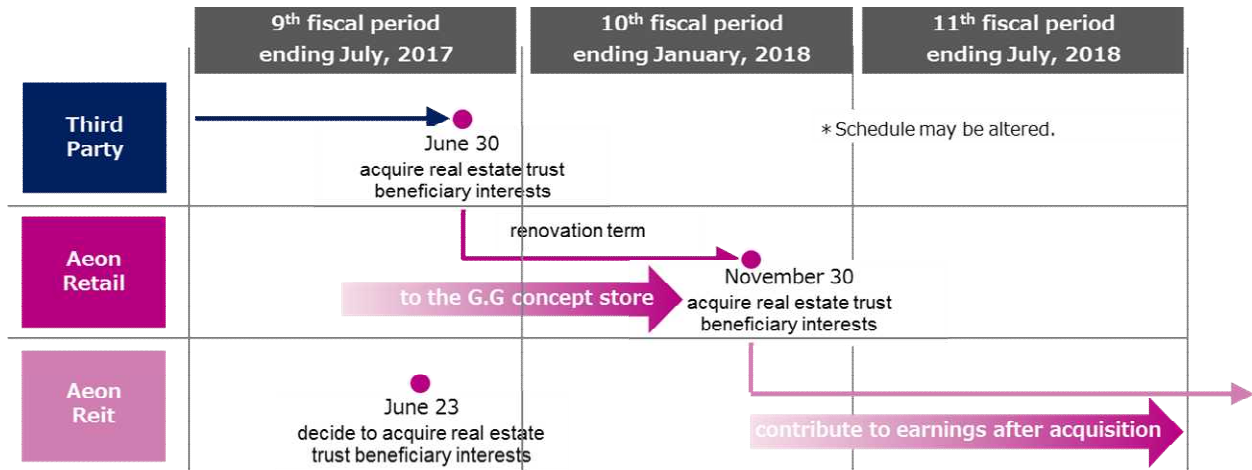 9th fiscal period
ending July, 2017
10th fiscal period
ending January, 2018
11th fiscal period
ending July, 2018
Third
Party
June 30
acquire real estate trust
beneficiary interests
* Schedule may be altered.
Aeon
Retail
renovation term
to the G.G concept store
November 30
acquire real estate trust
beneficiary interests
Aeon
Reit
June 23
decide to acquire real estate
trust beneficiary interests
contribute to earnings after acquisition